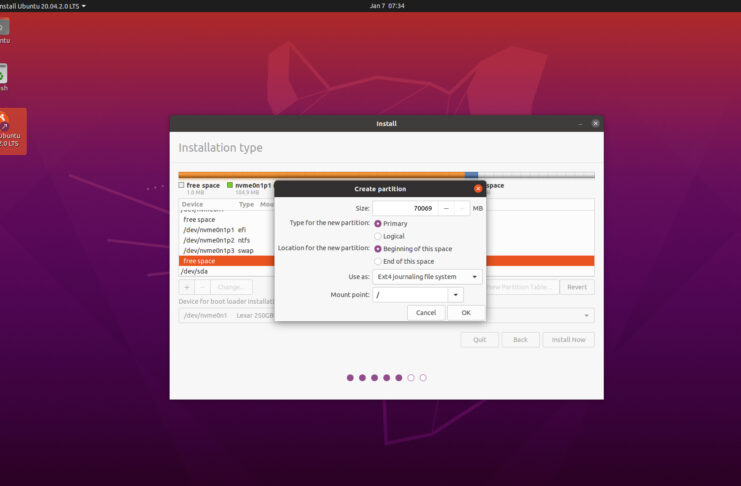 nstall Ubuntu 20.04.2.0 LTS
Jan 7 07:34
ntu
sh
Ubuntu
2.0 LTS
Install
Installation type
free space
nvme0n1p1
space
1.0 MB
104.9 MB
Device Type Mou
free space
/dev/nvme0n1p1 efi
/dev/nvme0n1p2 ntfs
/dev/nvme0n1p3 swap
free space
/dev/sda
+ − Change...
New Partition Table... Revert
Device for boot loader installati
/dev/nvme0n1 Lexar 250GB
Quit Back Install Now
Create partition
Size: 70069 − + MB
Type for the new partition: Primary
Logical
Location for the new partition: Beginning of this space
End of this space
Use as: Ext4 journaling file system
Mount point: /
Cancel OK